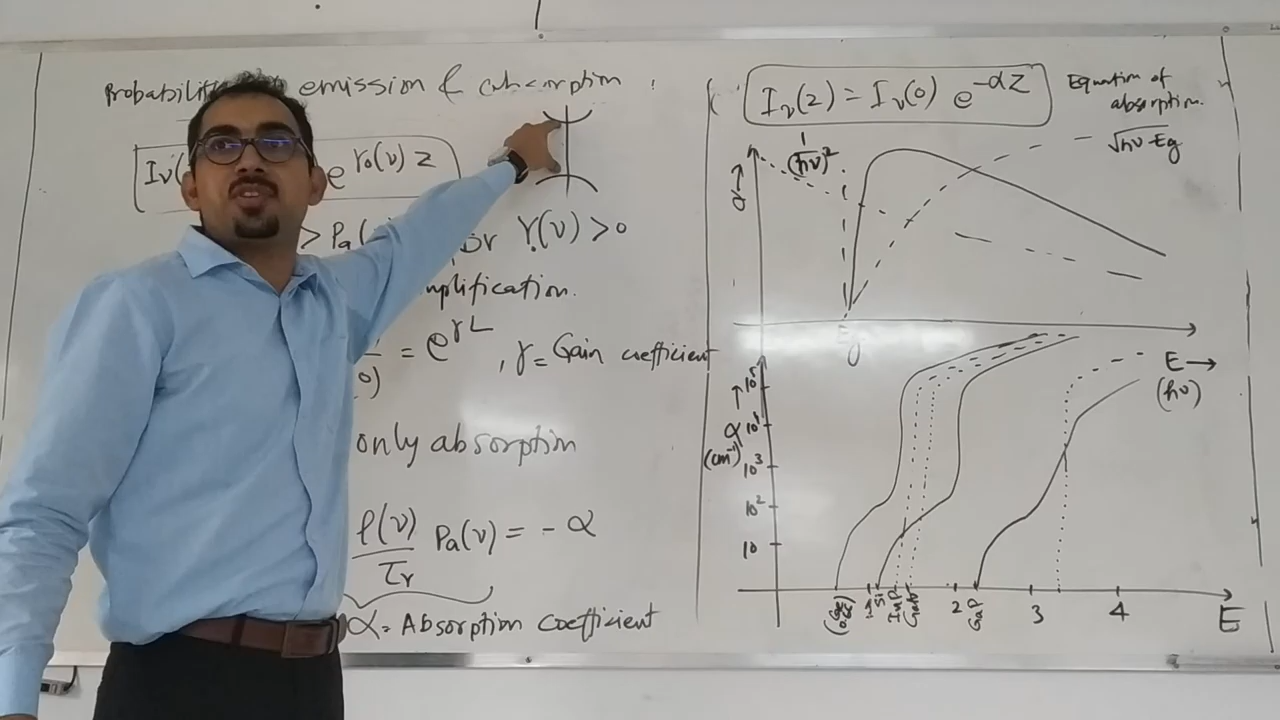 emission & absorption :
Iν(
e^γ₀(ν) z
> Pa(
or γ₀(ν) > 0
mplification.
= e^γL , γ = Gain coefficient
0)
only absorption
ρ(ν)/τr Pa(ν) = - α
α = Absorption coefficient
Iν(z) = Iν(0) e^-αz
Equation of
absorption.
1/(hν)²
√hν-Eg
α→
Eg
E→
(hν)
α→
(cm⁻¹)
10⁵
10⁴
10³
10²
10
1 Si InP GaAs 2 GaP 3 4
E